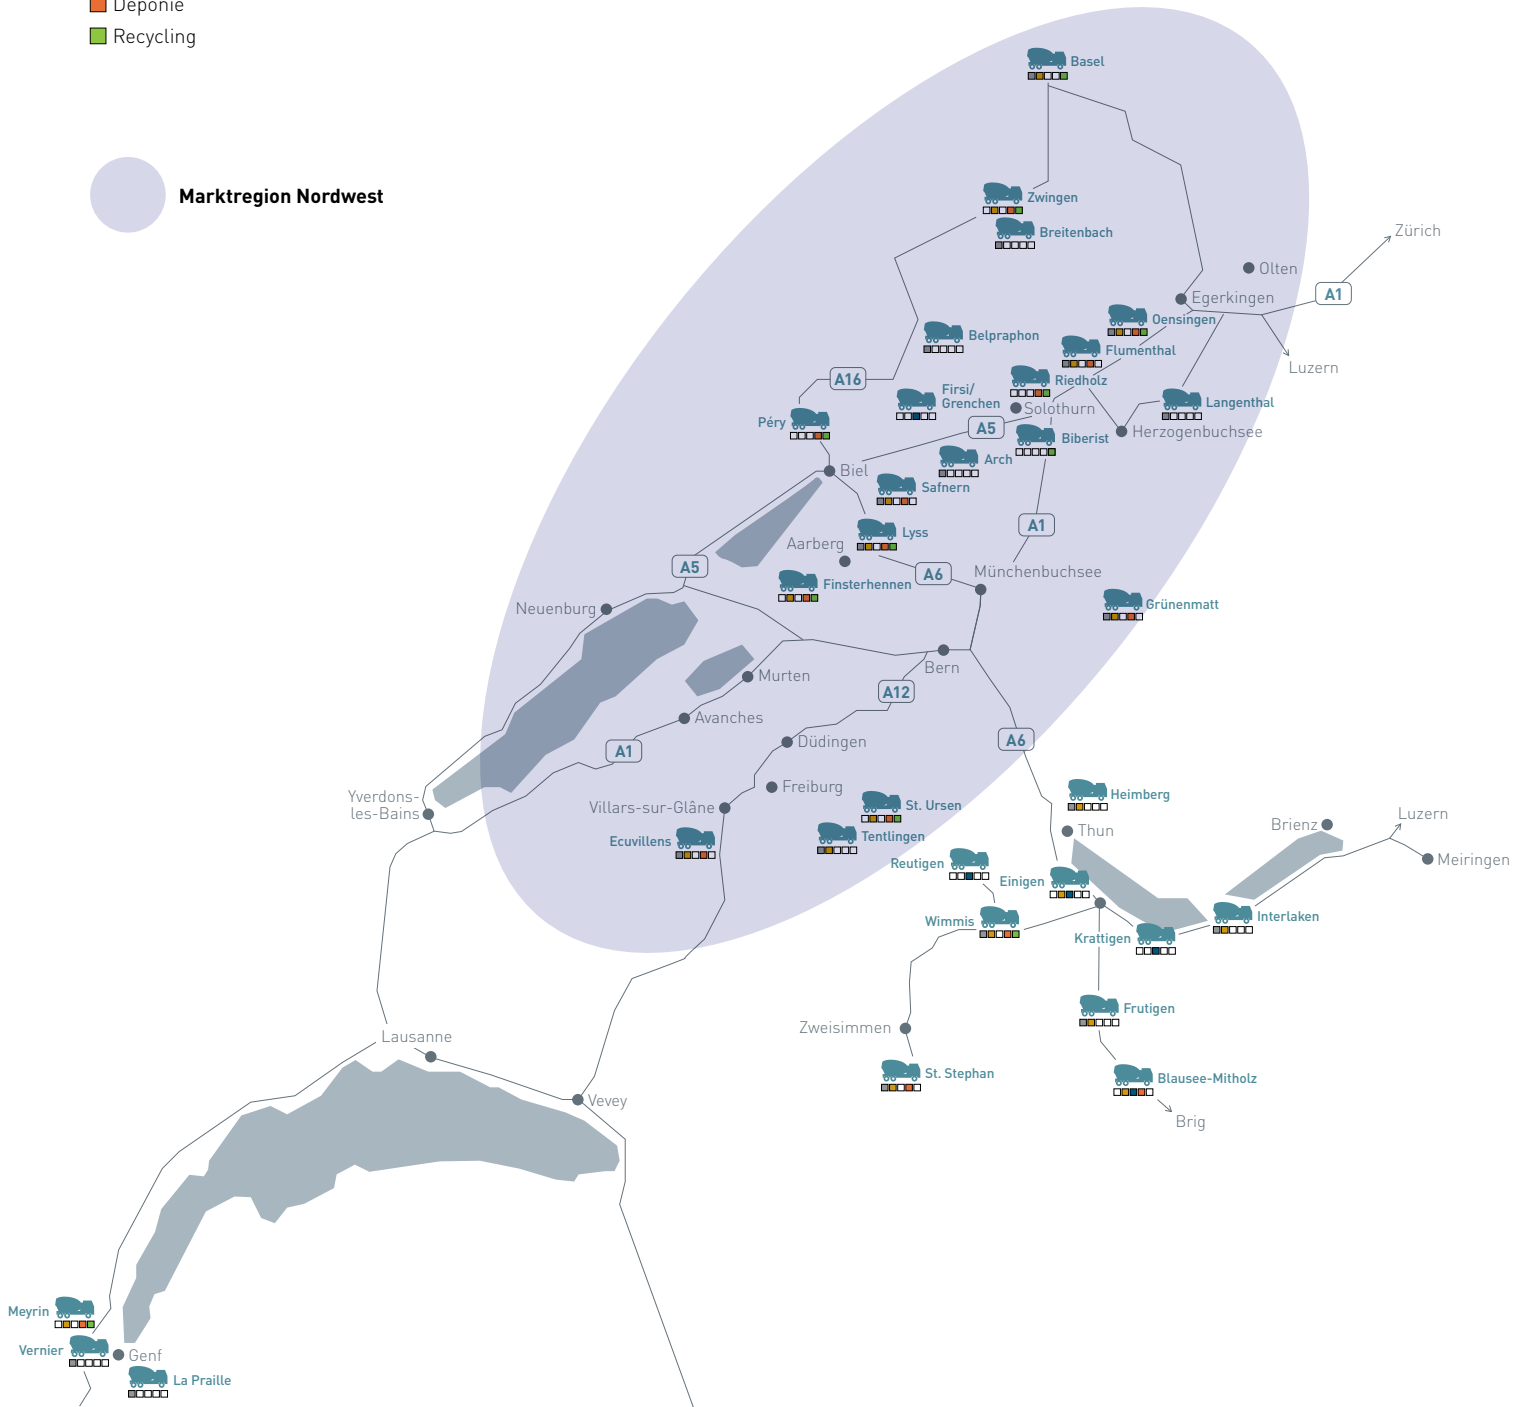 Deponie
Recycling
Marktregion Nordwest
Basel
Zwingen
Breitenbach
Zürich
Olten
Egerkingen
A1
Oensingen
Belpraphon
Flumenthal
Luzern
A16
Riedholz
Firsi/
Grenchen
Langenthal
Solothurn
Péry
A5
Herzogenbuchsee
Biberist
Arch
Biel
Safnern
A1
Lyss
Aarberg
A5
A6
Münchenbuchsee
Finsterhennen
Neuenburg
Grünenmatt
Bern
Murten
A12
Avanches
A1
Düdingen
A6
Freiburg
Yverdons-
les-Bains
Villars-sur-Glâne
St. Ursen
Heimberg
Ecuvillens
Tentlingen
Thun
Brienz
Luzern
Meiringen
Reutigen
Einigen
Wimmis
Krattigen
Interlaken
Frutigen
Zweisimmen
Lausanne
St. Stephan
Blausee-Mitholz
Vevey
Brig
Meyrin
Vernier
Genf
La Praille